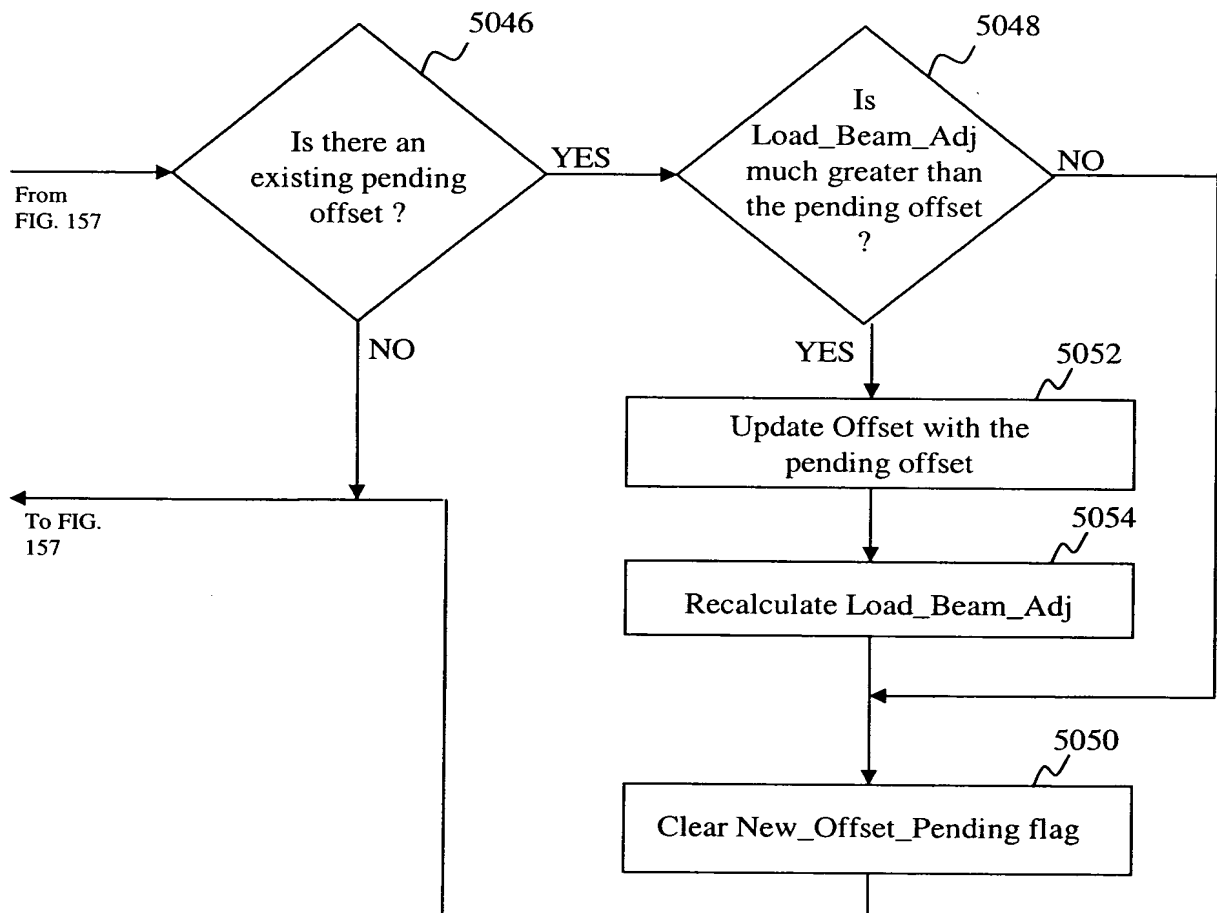 5046
Is there an
existing pending
offset ?
YES
From
FIG. 157
NO
5048
Is
Load_Beam_Adj
much greater than
the pending offset
?
NO
YES
5052
Update Offset with the
pending offset
To FIG.
157
5054
Recalculate Load_Beam_Adj
5050
Clear New_Offset_Pending flag